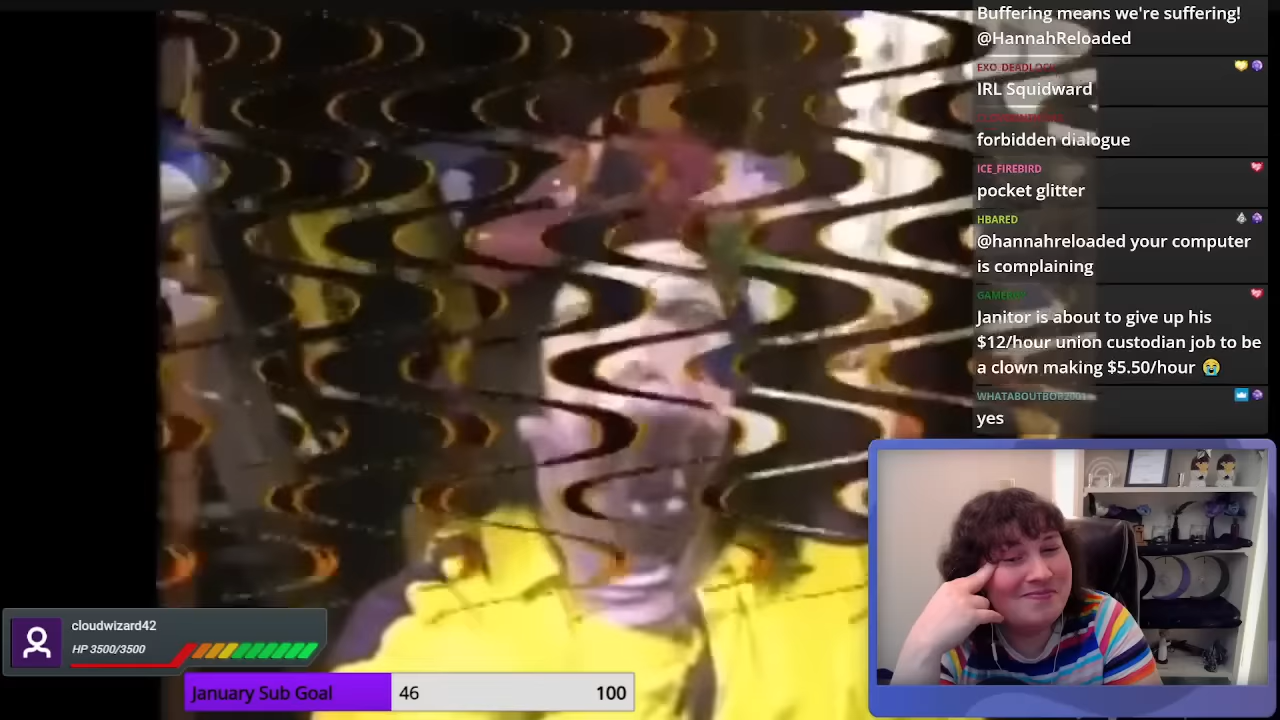 Buffering means we're suffering!
@HannahReloaded
IRL Squidward
forbidden dialogue
ICE_FIREBIRD
pocket glitter
HBARED
@hannahreloaded your computer
is complaining
Janitor is about to give up his
$12/hour union custodian job to be
a clown making $5.50/hour 😭
yes
cloudwizard42
HP 3500/3500
January Sub Goal 46 100